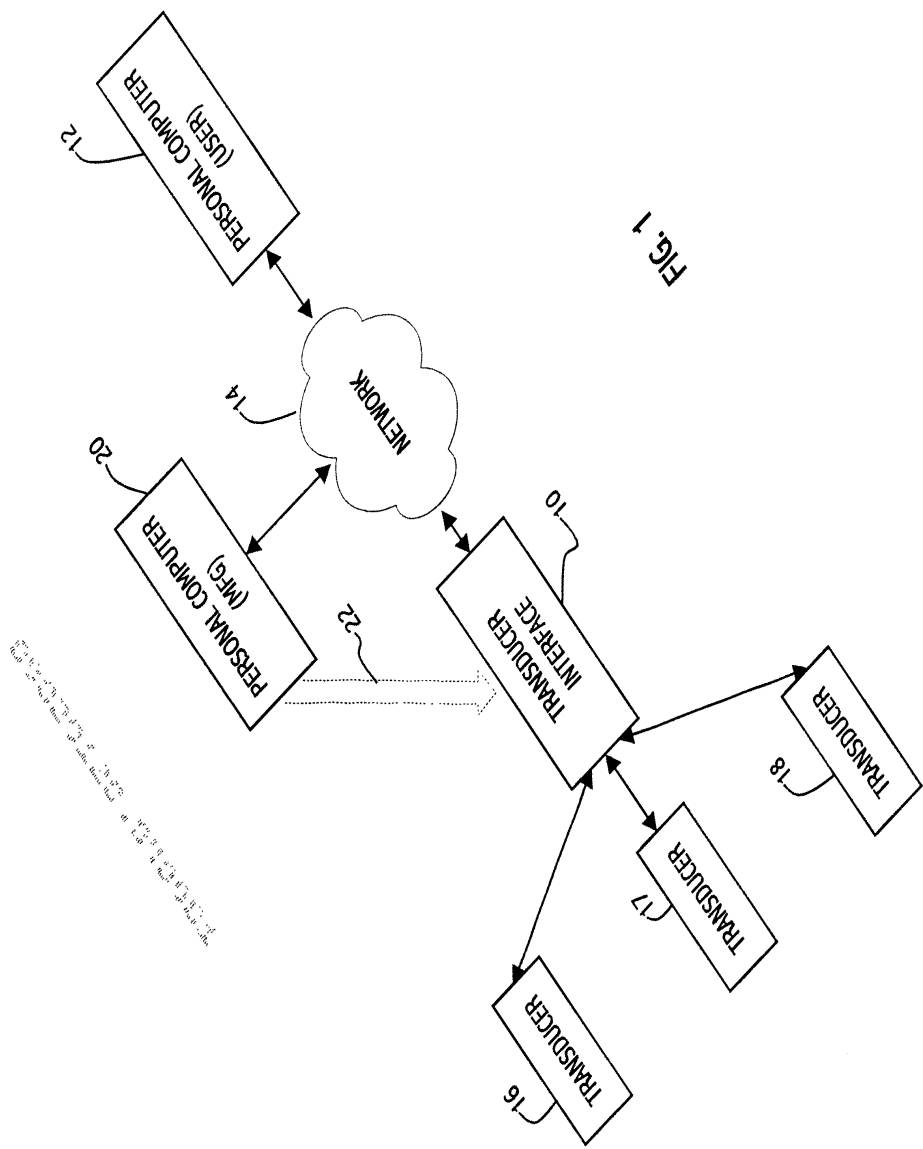 FIG. 1
PERSONAL COMPUTER
(USER)
12
NETWORK
14
PERSONAL COMPUTER
(MFG)
20
22
TRANSDUCER
INTERFACE
10
TRANSDUCER
18
TRANSDUCER
17
TRANSDUCER
16